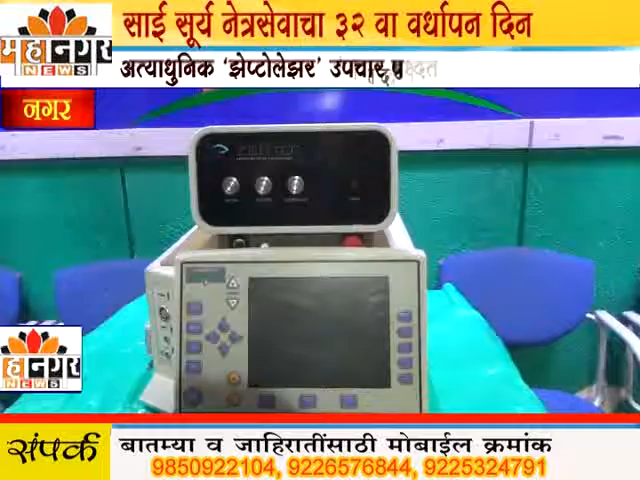 साई सूर्य नेत्रसेवाचा ३२ वा वर्धापन दिन
महानगर
NEWS
अत्याधुनिक ‘झेप्टोलेझर’ उपचार
नगर
महानगर
NEWS
संपर्क
बातम्या व जाहिरातींसाठी मोबाईल क्रमांक
9850922104, 9226576844, 9225324791